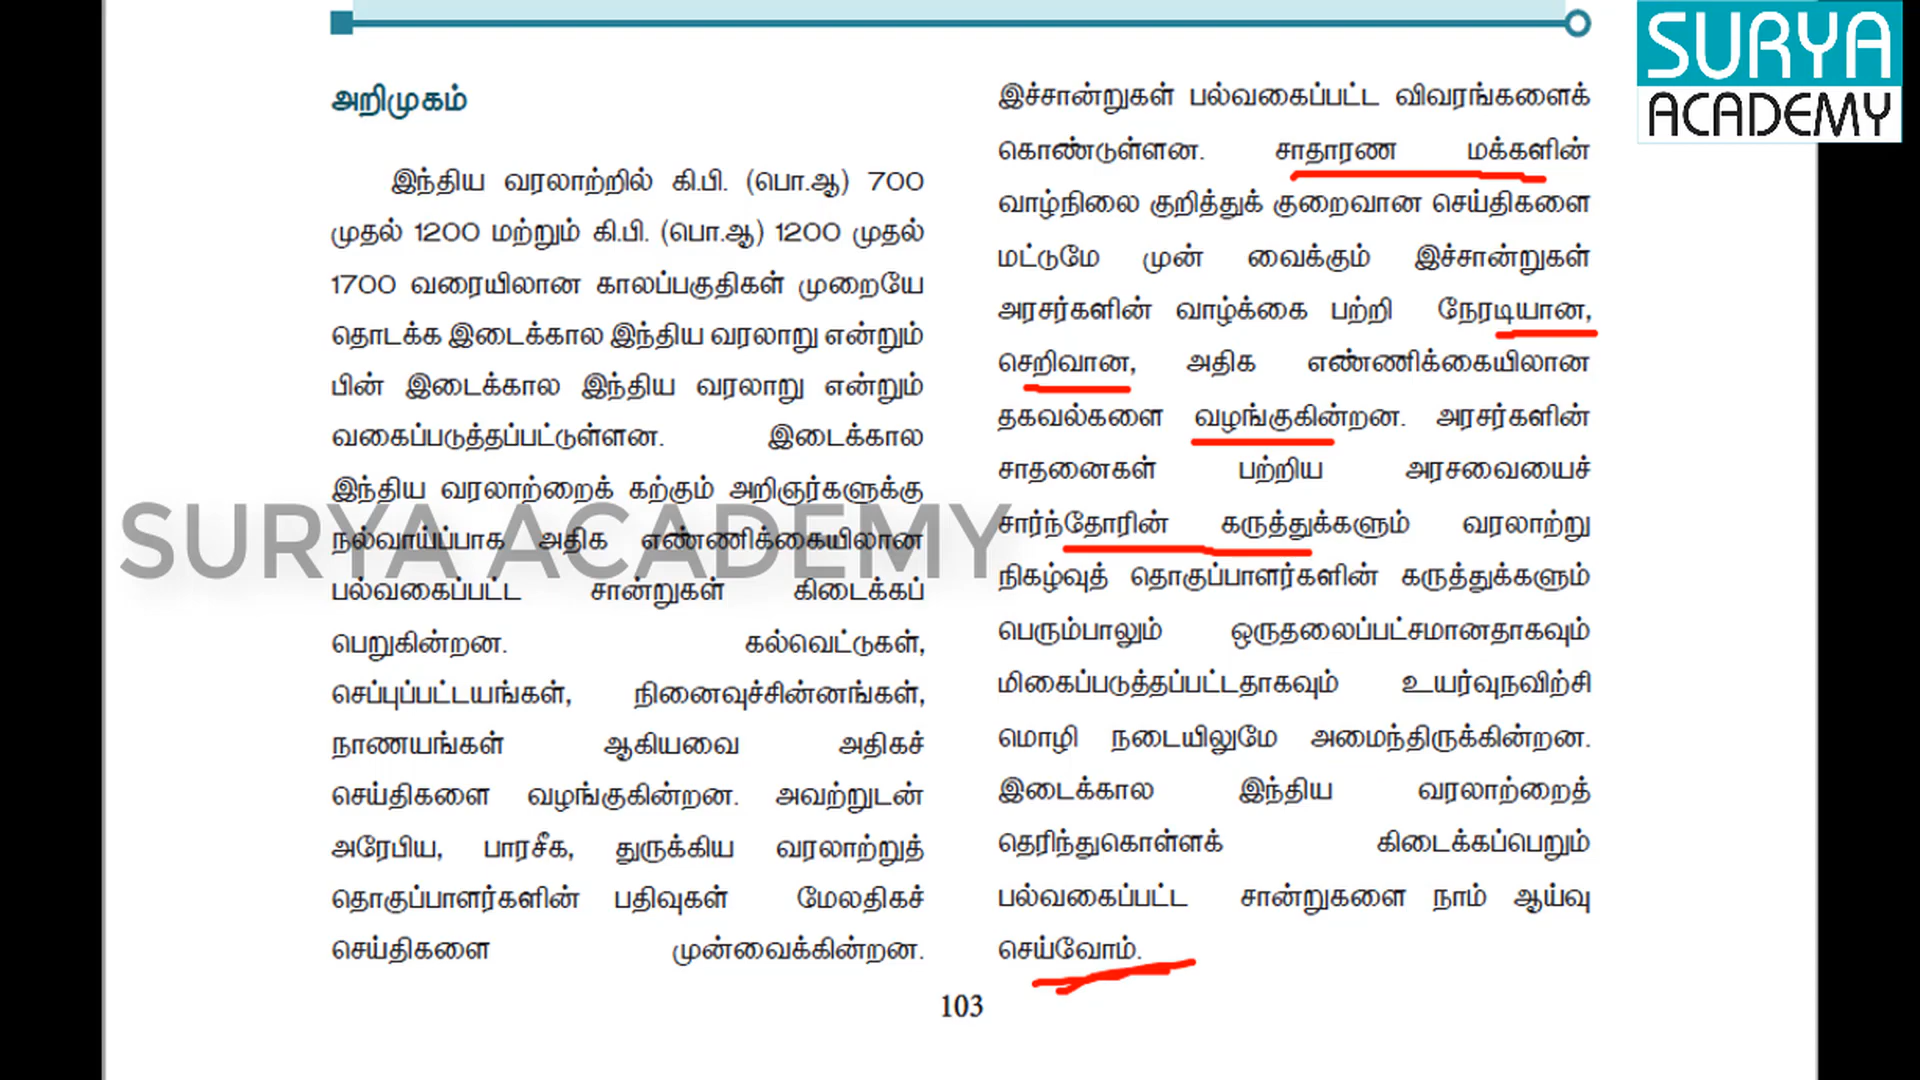 SURYA
ACADEMY
அறிமுகம்
இந்திய வரலாற்றில் கி.பி. (பொ.ஆ) 700
முதல் 1200 மற்றும் கி.பி. (பொ.ஆ) 1200 முதல்
1700 வரையிலான காலப்பகுதிகள் முறையே
தொடக்க இடைக்கால இந்திய வரலாறு என்றும்
பின் இடைக்கால இந்திய வரலாறு என்றும்
வகைப்படுத்தப்பட்டுள்ளன. இடைக்கால
இந்திய வரலாற்றைக் கற்கும் அறிஞர்களுக்கு
நல்வாய்ப்பாக அதிக எண்ணிக்கையிலான
பல்வகைப்பட்ட சான்றுகள் கிடைக்கப்
பெறுகின்றன. கல்வெட்டுகள்,
செப்புப்பட்டயங்கள், நினைவுச்சின்னங்கள்,
நாணயங்கள் ஆகியவை அதிகச்
செய்திகளை வழங்குகின்றன. அவற்றுடன்
அரேபிய, பாரசீக, துருக்கிய வரலாற்றுத்
தொகுப்பாளர்களின் பதிவுகள் மேலதிகச்
செய்திகளை முன்வைக்கின்றன.
இச்சான்றுகள் பல்வகைப்பட்ட விவரங்களைக்
கொண்டுள்ளன. சாதாரண மக்களின்
வாழ்நிலை குறித்துக் குறைவான செய்திகளை
மட்டுமே முன் வைக்கும் இச்சான்றுகள்
அரசர்களின் வாழ்க்கை பற்றி நேரடியான,
செறிவான, அதிக எண்ணிக்கையிலான
தகவல்களை வழங்குகின்றன. அரசர்களின்
சாதனைகள் பற்றிய அரசவையைச்
சார்ந்தோரின் கருத்துக்களும் வரலாற்று
நிகழ்வுத் தொகுப்பாளர்களின் கருத்துக்களும்
பெரும்பாலும் ஒருதலைப்பட்சமானதாகவும்
மிகைப்படுத்தப்பட்டதாகவும் உயர்வுநவிற்சி
மொழி நடையிலுமே அமைந்திருக்கின்றன.
இடைக்கால இந்திய வரலாற்றைத்
தெரிந்துகொள்ளக் கிடைக்கப்பெறும்
பல்வகைப்பட்ட சான்றுகளை நாம் ஆய்வு
செய்வோம்.
SURYA ACADEMY
103